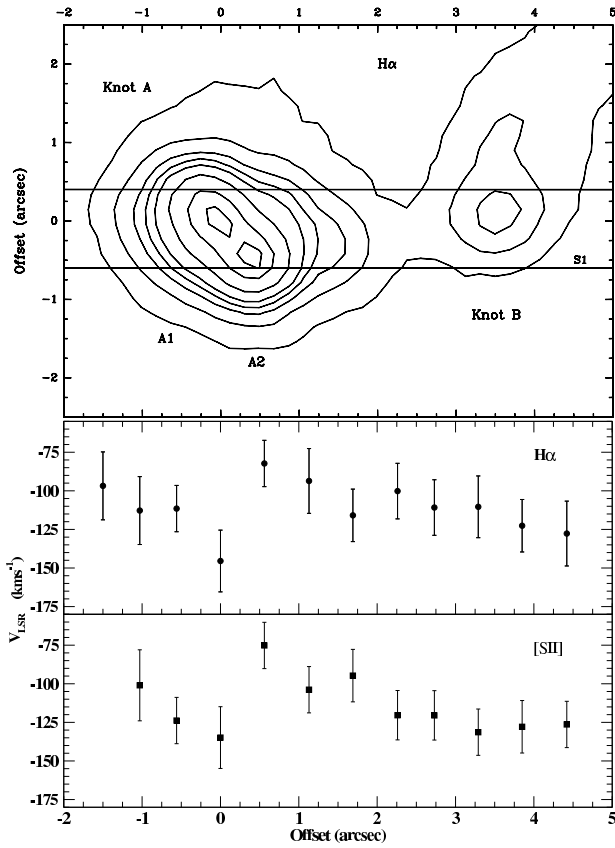 -2 -1 0 1 2 3 4 5
2
1
0
-1
-2
Offset (arcsec)
Knot A
Hα
S1
Knot B
A1
A2
-75
-100
-125
-150
-175
Hα
V_LSR (kms⁻¹)
-75
-100
-125
-150
-175
[SII]
-2 -1 0 1 2 3 4 5
Offset (arcsec)